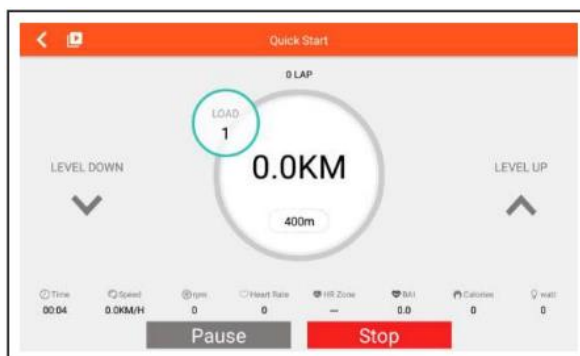 Quick Start
0 LAP
LOAD
1
LEVEL DOWN
0.0KM
LEVEL UP
400m
Time Speed rpm Heart Rate HR Zone BAI Calories watt
00:04 0.0KM/H 0 0 -- 0.0 0 0
Pause Stop